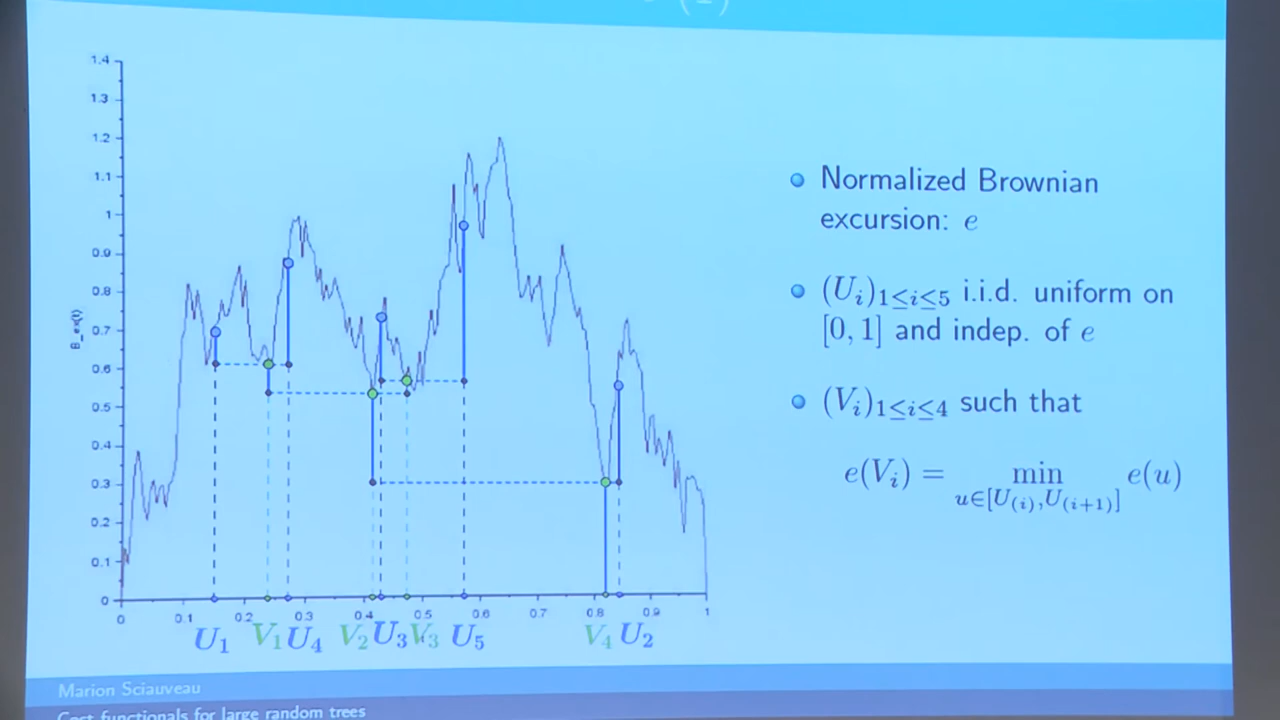 1.4
1.3
1.2
1.1
1
0.9
0.8
0.7
0.6
0.5
0.4
0.3
0.2
0.1
0
B_ex(t)
0 0.1 0.2 0.3 0.4 0.5 0.6 0.7 0.8 0.9 1
U₁ V₁ U₄ V₂ U₃ V₃ U₅ V₄ U₂
Normalized Brownian
excursion: e
(Uᵢ)₁≤ᵢ≤₅ i.i.d. uniform on
[0, 1] and indep. of e
(Vᵢ)₁≤ᵢ≤₄ such that
e(Vᵢ) = min e(u)
u∈[U₍ᵢ₎,U₍ᵢ₊₁₎]
Marion Sciauveau
Cost functionals for large random trees